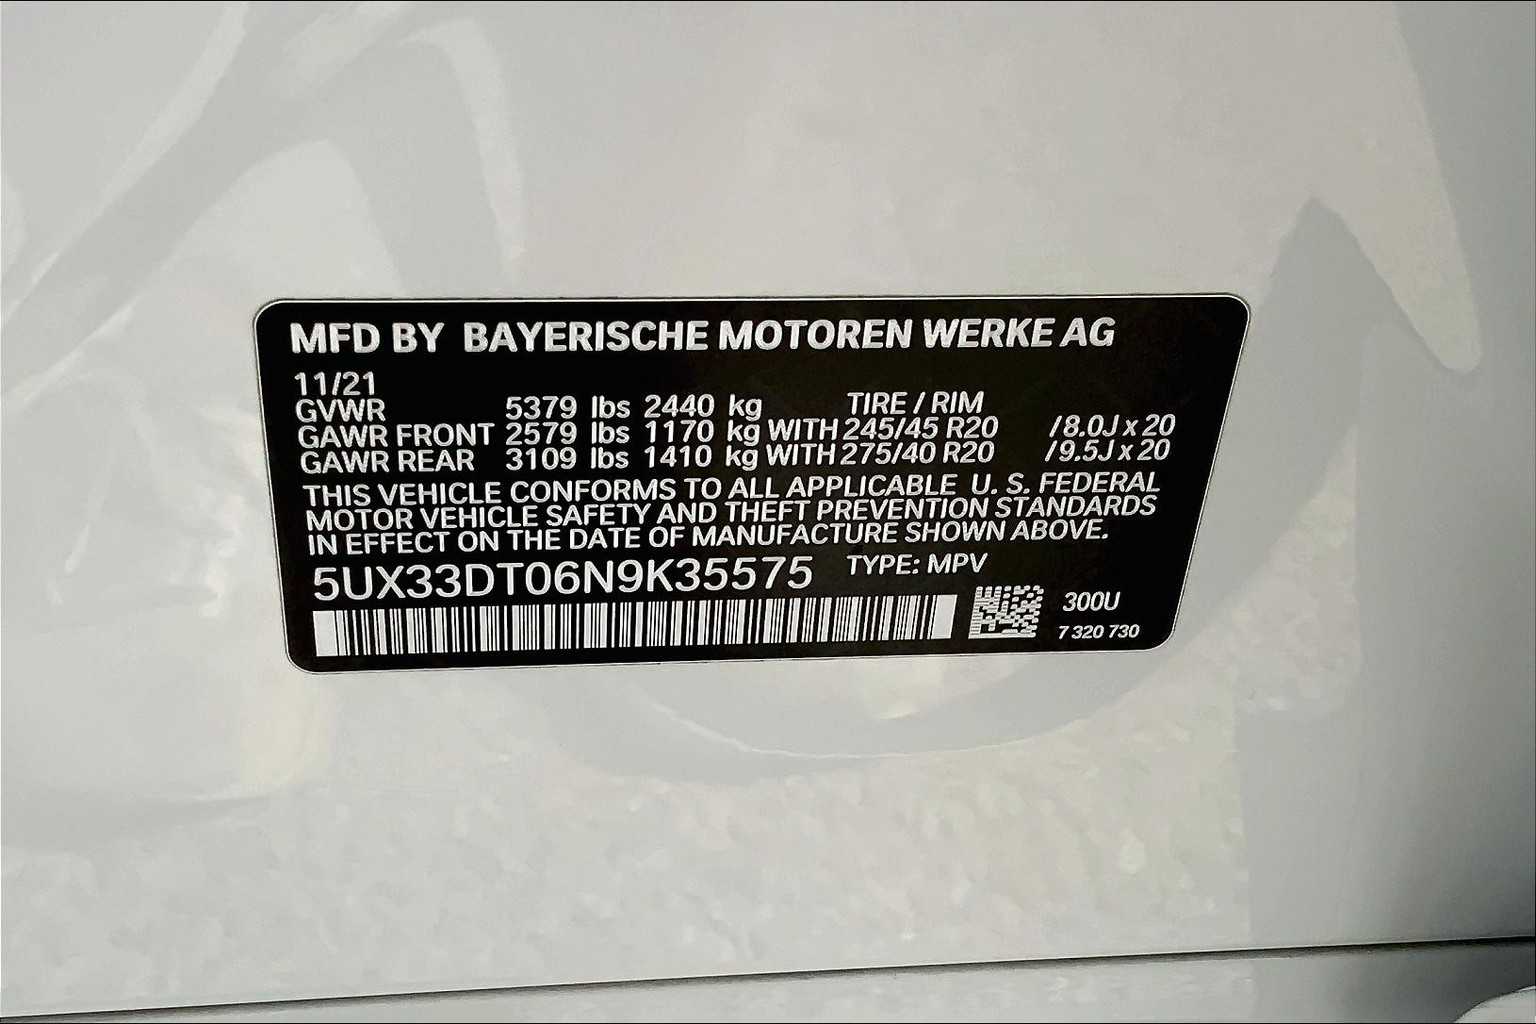 MFD BY BAYERISCHE MOTOREN WERKE AG
11/21
GVWR 5379 lbs 2440 kg TIRE / RIM
GAWR FRONT 2579 lbs 1170 kg WITH 245/45 R20 /8.0J x 20
GAWR REAR 3109 lbs 1410 kg WITH 275/40 R20 /9.5J x 20
THIS VEHICLE CONFORMS TO ALL APPLICABLE U. S. FEDERAL
MOTOR VEHICLE SAFETY AND THEFT PREVENTION STANDARDS
IN EFFECT ON THE DATE OF MANUFACTURE SHOWN ABOVE.
5UX33DT06N9K35575 TYPE: MPV
300U
7 320 730